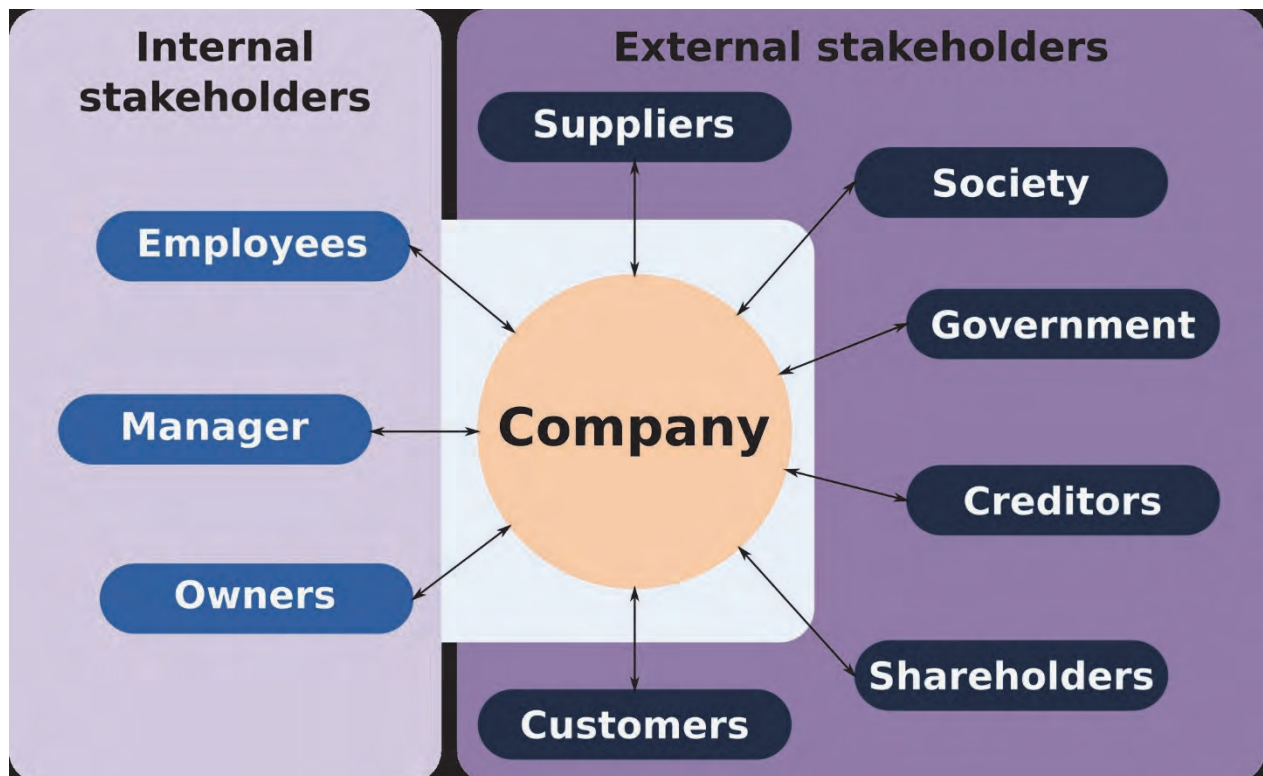 Internal
stakeholders
Employees
Manager
Owners
External stakeholders
Suppliers
Society
Government
Company
Creditors
Shareholders
Customers